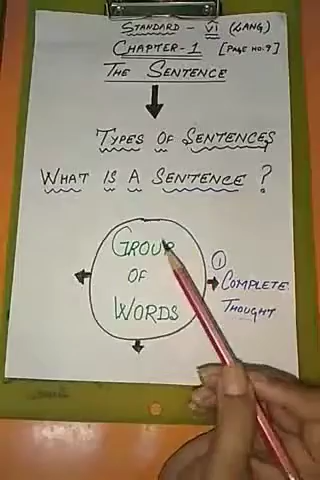 STANDARD - VI (LANG)
CHAPTER-1 [PAGE NO.9]
THE SENTENCE
TYPES OF SENTENCES
WHAT IS A SENTENCE?
GROUP
OF
WORDS
① COMPLETE
THOUGHT